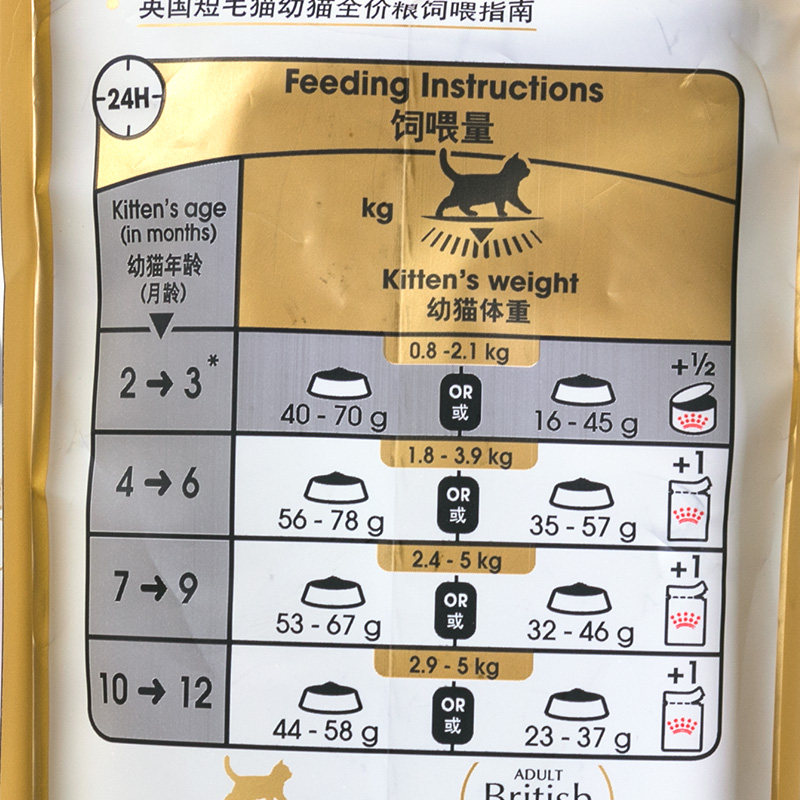 英国短毛猫幼猫全价粮饲喂指南
24H
Feeding Instructions
饲喂量
kg
Kitten's weight
幼猫体重
Kitten's age
(in months)
幼猫年龄
(月龄)
0.8 -2.1 kg
2 → 3*
40 - 70 g
OR
或
16 - 45 g
+½
1.8 - 3.9 kg
4 → 6
56 - 78 g
OR
或
35 - 57 g
+1
2.4 - 5 kg
7 → 9
53 - 67 g
OR
或
32 - 46 g
+1
2.9 - 5 kg
10 → 12
44 - 58 g
OR
或
23 - 37 g
+1
ADULT
British